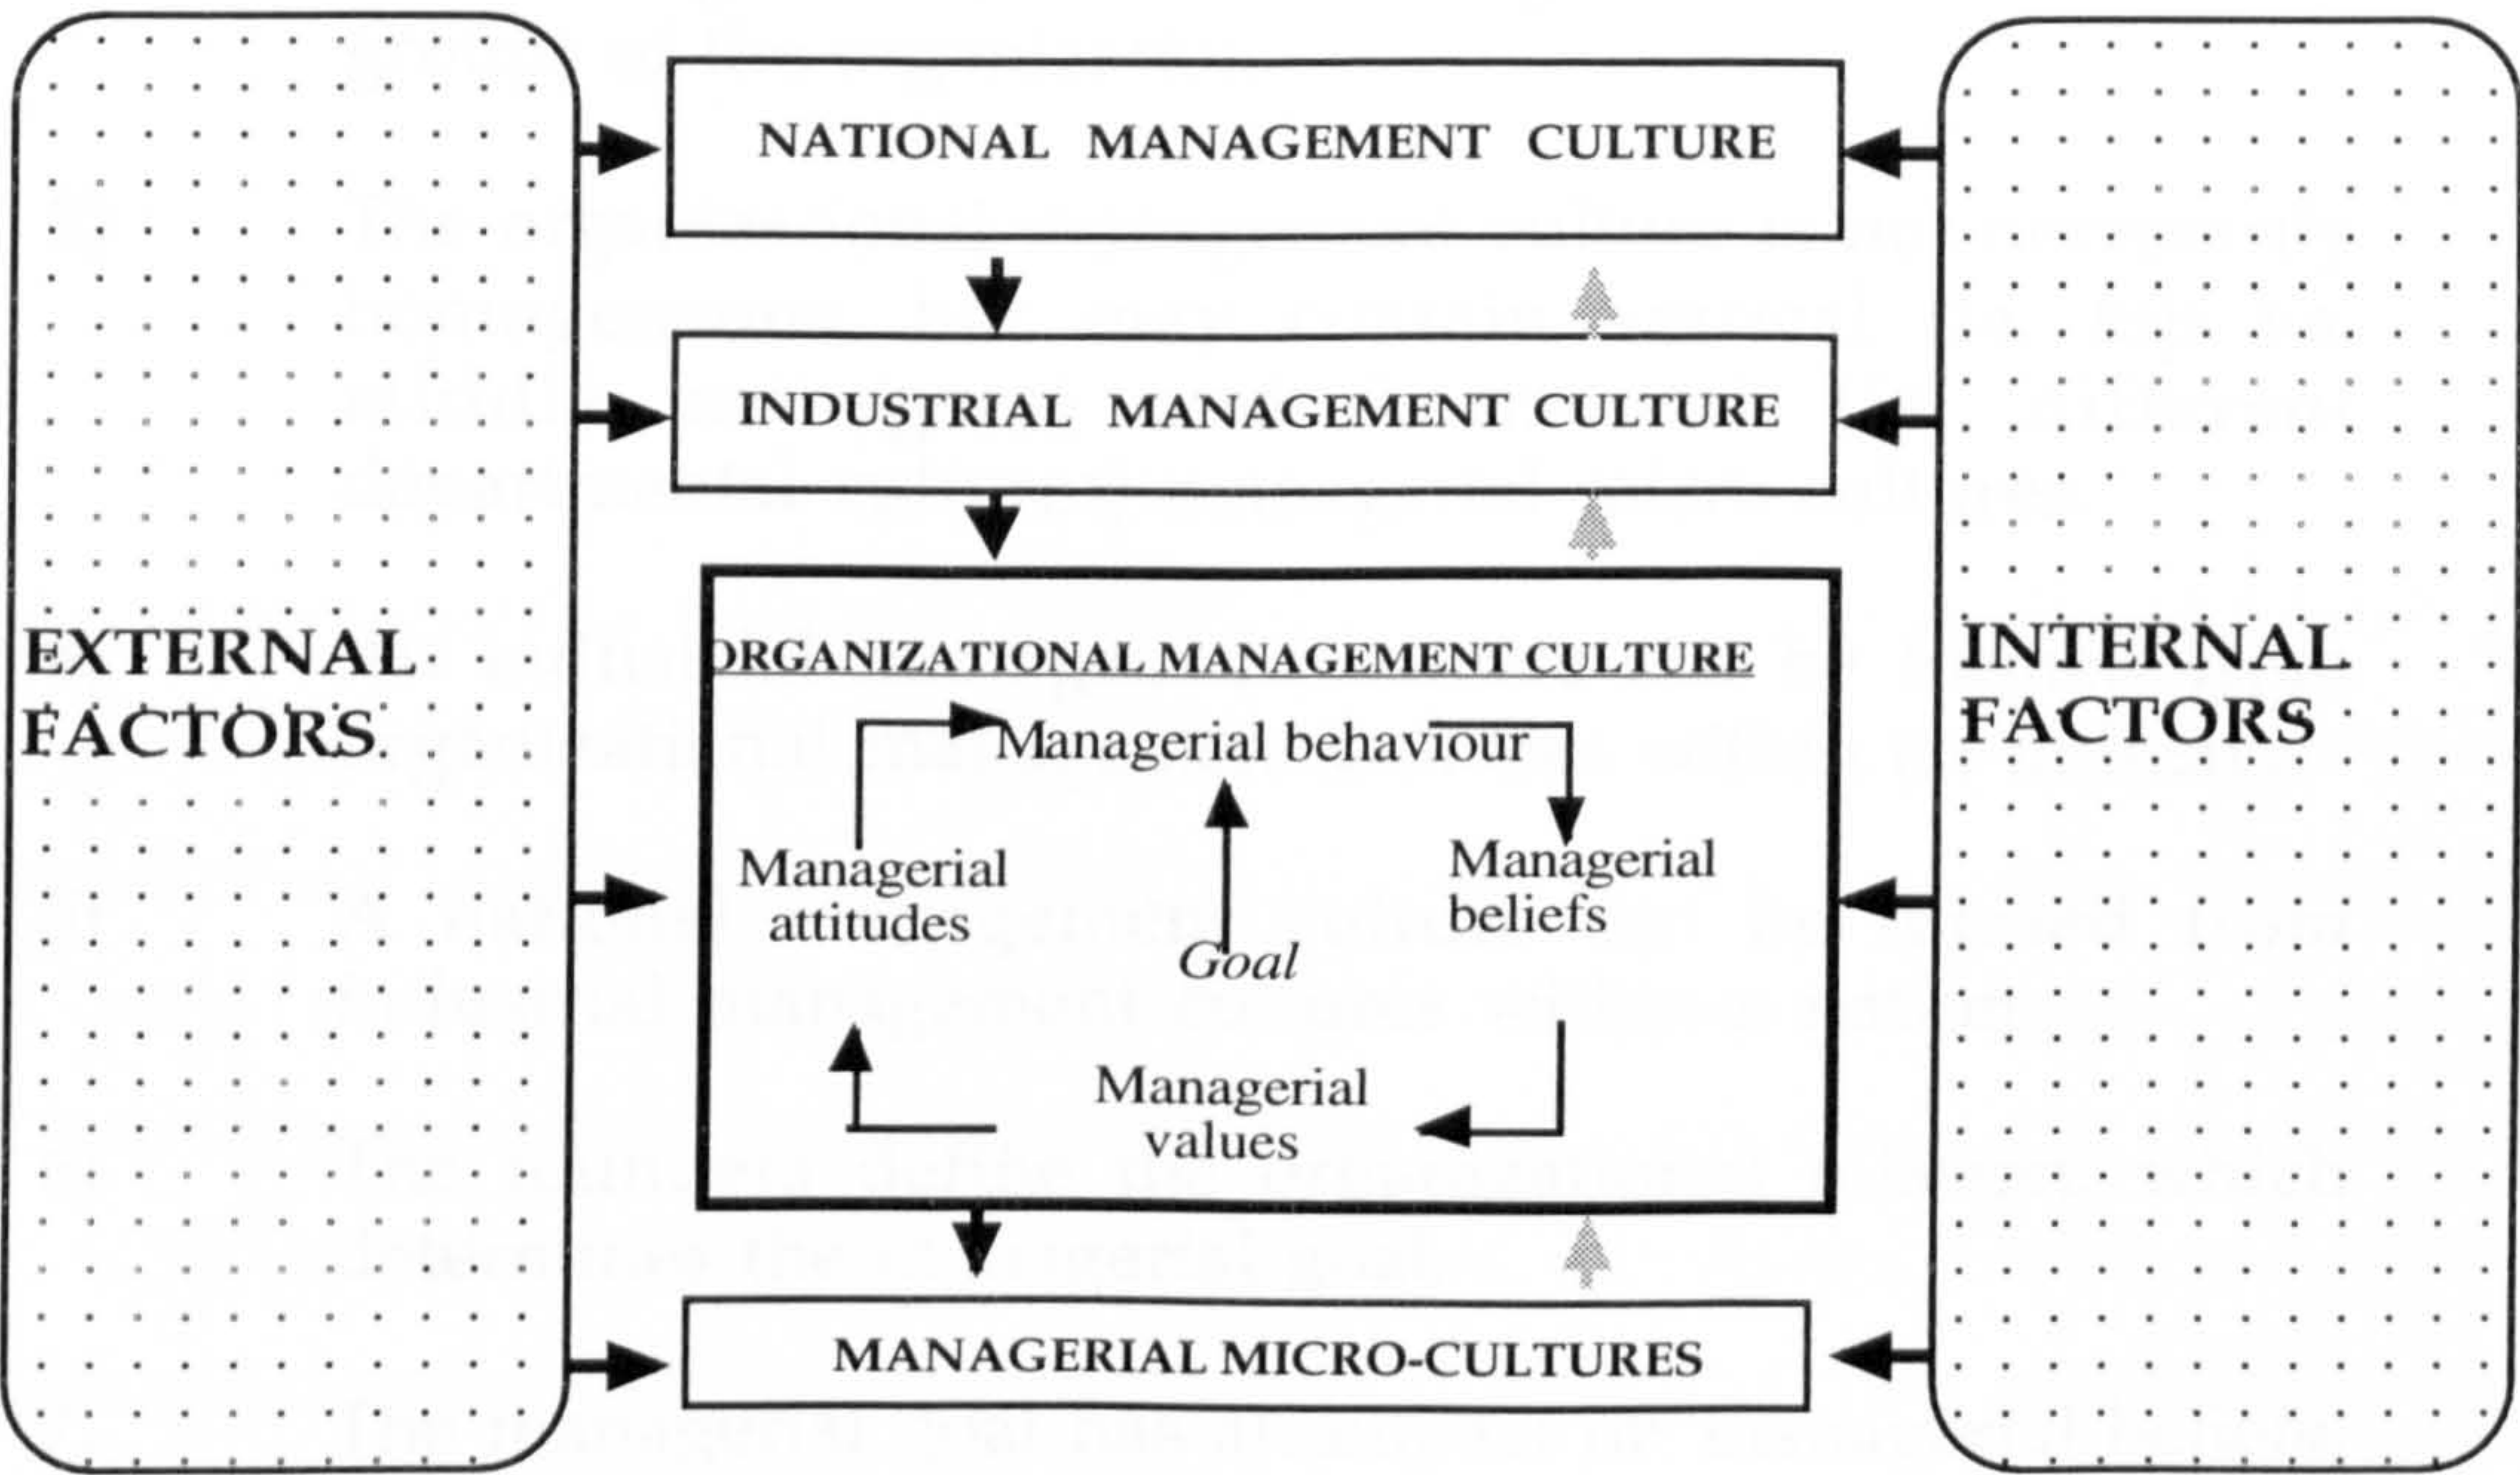 NATIONAL MANAGEMENT CULTURE
INDUSTRIAL MANAGEMENT CULTURE
EXTERNAL
FACTORS
ORGANIZATIONAL MANAGEMENT CULTURE
Managerial behaviour
Managerial
attitudes
Managerial
beliefs
Goal
Managerial
values
INTERNAL
FACTORS
MANAGERIAL MICRO-CULTURES